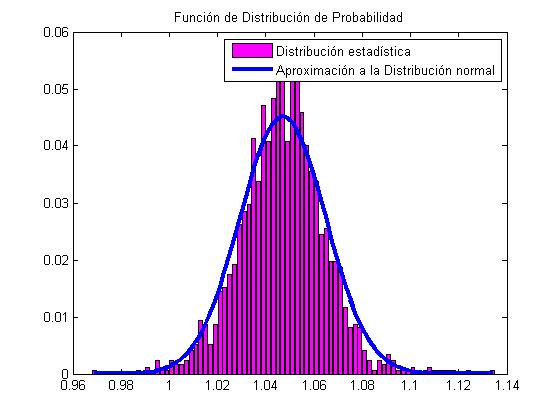 Función de Distribución de Probabilidad
Distribución estadística
Aproximación a la Distribución normal
0.06
0.05
0.04
0.03
0.02
0.01
0
0.96 0.98 1 1.02 1.04 1.06 1.08 1.1 1.12 1.14